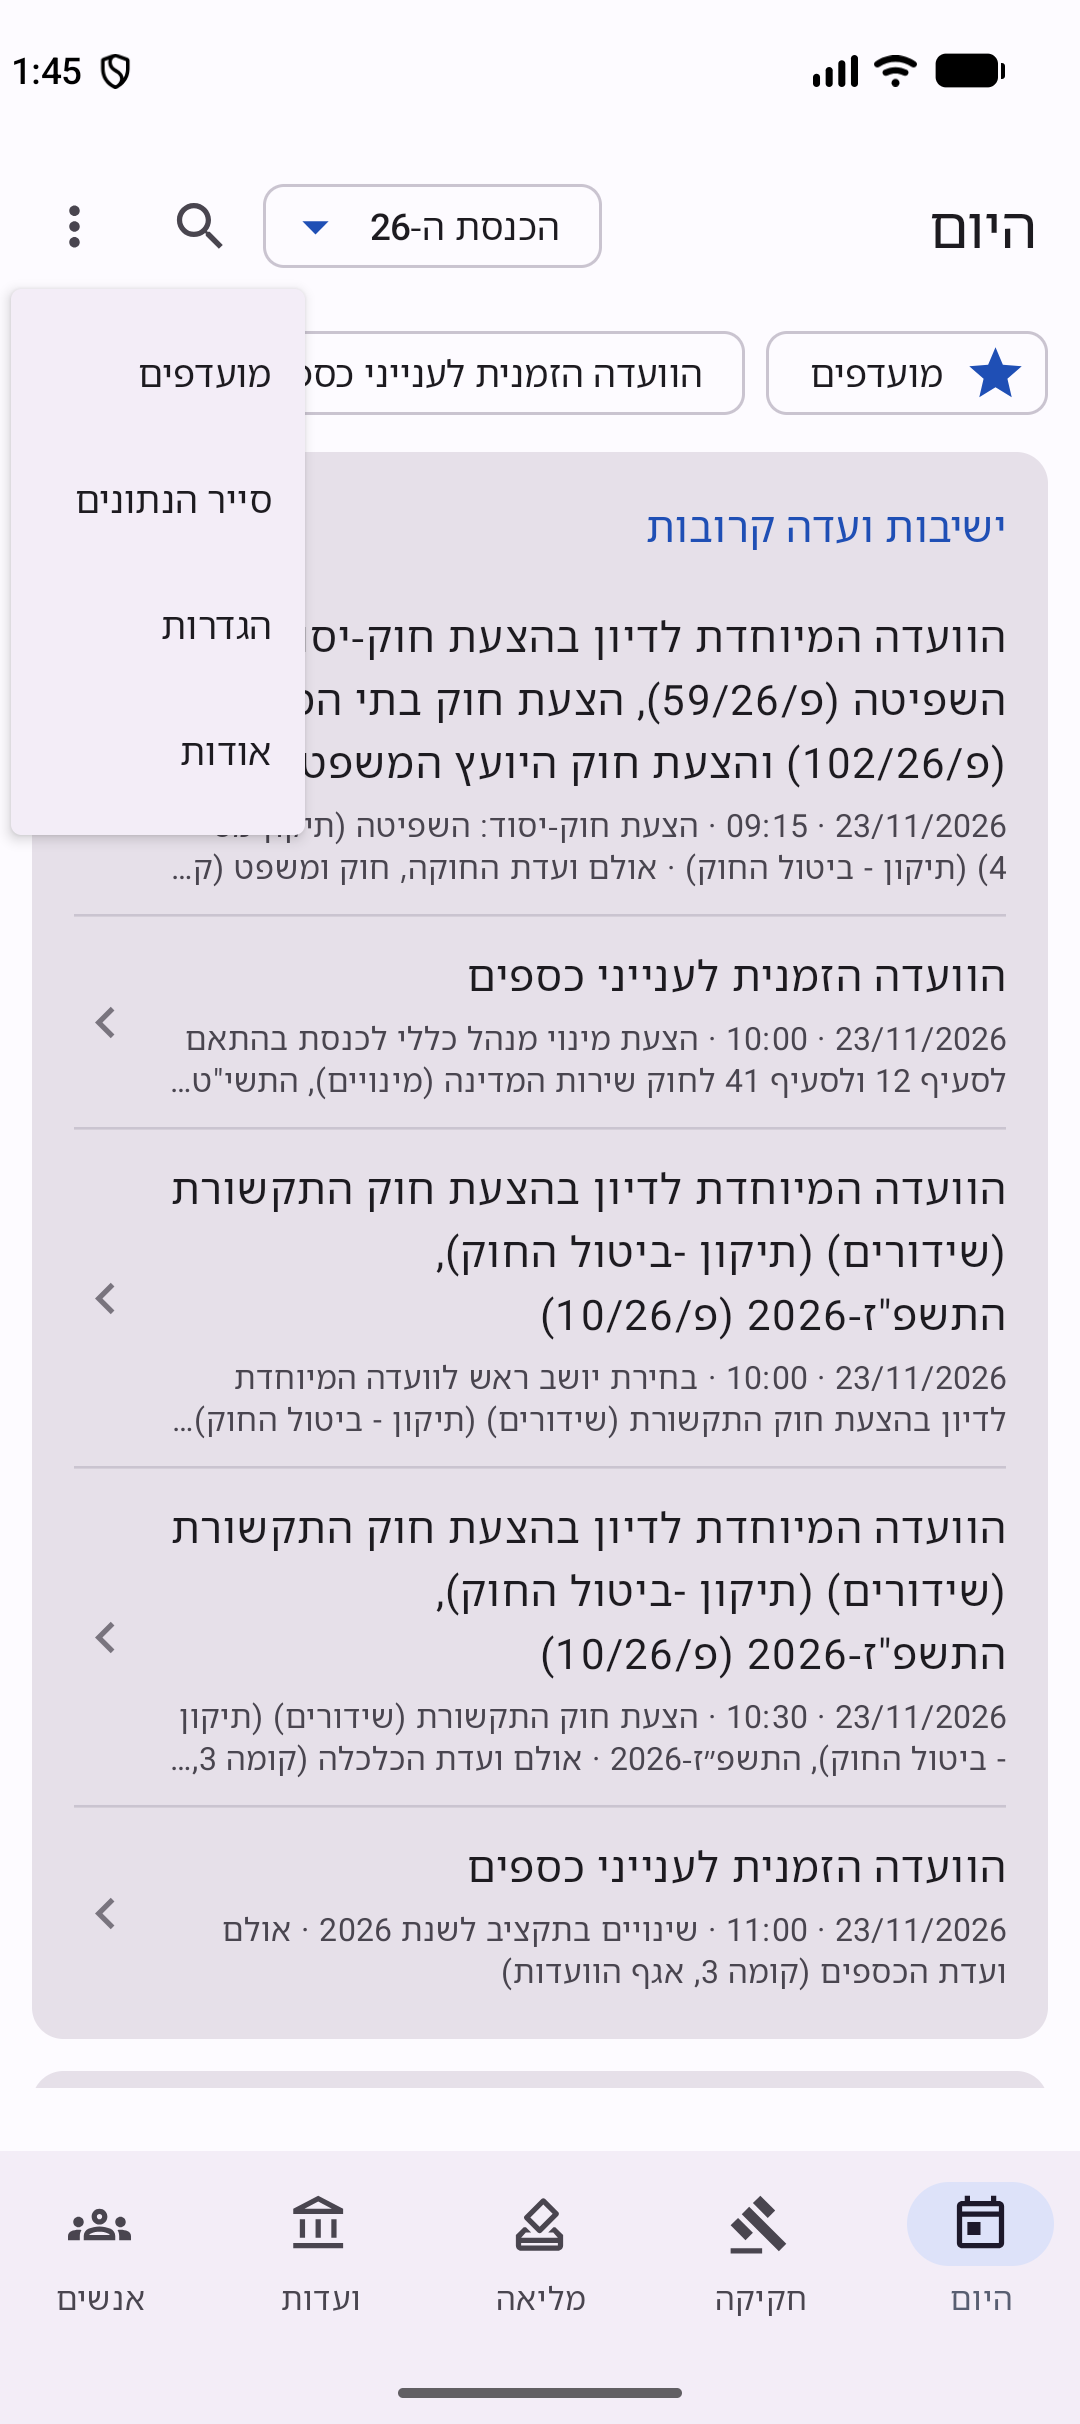 1:45
היום
הכנסת ה-26
מועדפים
הוועדה הזמנית לענייני
מועדפים
סייר הנתונים
הגדרות
אודות
ישיבות ועדה קרובות
הוועדה המיוחדת לדיון בהצעת
השפיטה (פ/59/26), הצעת חוק בתי
(פ/102/26) והצעת חוק היועץ
23/11/2026 · 09:15 · הצעת חוק-יסוד: השפיטה
4) (תיקון - ביטול החוק) · אולם ועדת החוקה, חוק ומשפט (ק...
הוועדה הזמנית לענייני כספים
23/11/2026 · 10:00 · הצעת מינוי מנהל כללי לכנסת בהתאם
לסעיף 12 ולסעיף 41 לחוק שירות המדינה (מינויים), התשי"ט...
הוועדה המיוחדת לדיון בהצעת חוק התקשורת
(שידורים) (תיקון -ביטול החוק),
התשפ"ז-2026 (פ/10/26)
23/11/2026 · 10:00 · בחירת יושב ראש לוועדה המיוחדת
לדיון בהצעת חוק התקשורת (שידורים) (תיקון - ביטול החוק)...
הוועדה המיוחדת לדיון בהצעת חוק התקשורת
(שידורים) (תיקון -ביטול החוק),
התשפ"ז-2026 (פ/10/26)
23/11/2026 · 10:30 · הצעת חוק התקשורת (שידורים) (תיקון
- ביטול החוק), התשפ״ז-2026 · אולם ועדת הכלכלה (קומה 3,...
הוועדה הזמנית לענייני כספים
23/11/2026 · 11:00 · שינויים בתקציב לשנת 2026 · אולם
ועדת הכספים (קומה 3, אגף הוועדות)
היום
חקיקה
מליאה
ועדות
אנשים